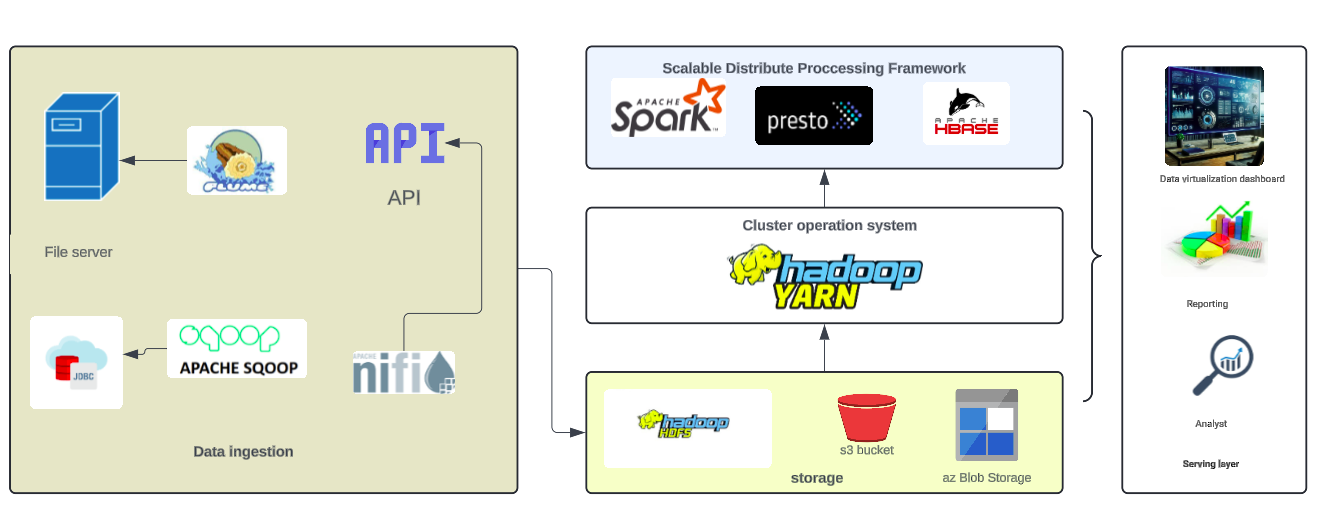 FLUME
API
API
File server
JDBC
sqoop
APACHE SQOOP
APACHE
nifi
Data ingestion
Scalable Distribute Proccessing Framework
APACHE
Spark
TM
presto
APACHE
HBASE
Cluster operation system
hadoop
YARN
hadoop
HDFS
s3 bucket
storage
az Blob Storage
Data virtualization dashboard
Reporting
Analyst
Serving layer